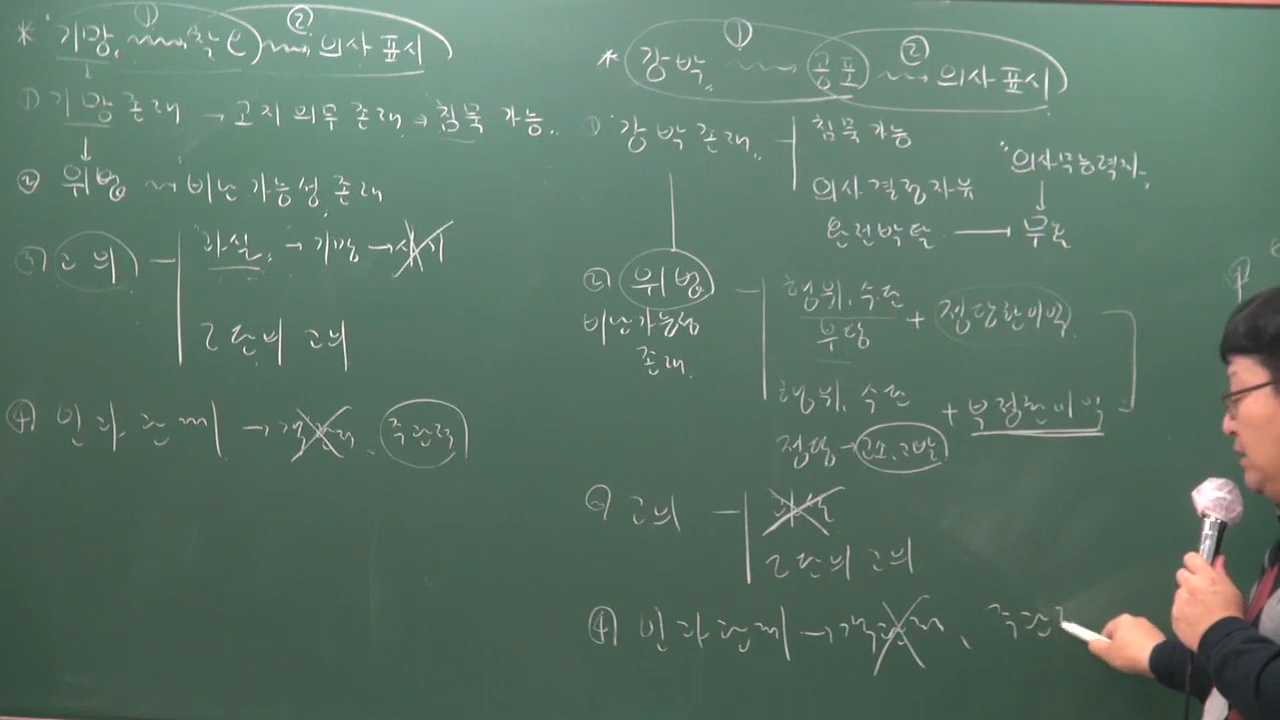 * 기망 ~~→ 착오 ~~→ 의사표시
① ②
① 기망존재 → 고지의무존재 → 침묵 가능.
② 위법 ~ 비난가능성 존재
③ 고의 "과실" → 기망 → 사기
2단의 고의
④ 인과관계 → 객관적, 주관적
* 강박 ~~→ 공포 ~~→ 의사표시
① ②
① 강박존재 침묵가능
의사결정자유
완전박탈 → 무효
"의사무능력자"
② 위법
비난가능성
존재
행위, 수단
부당 + 정당한이익
행위, 수단
정당 → 고소, 고발 + 부정한이익
고의
2단의 고의
④ 인과관계 → 객관적, 주관